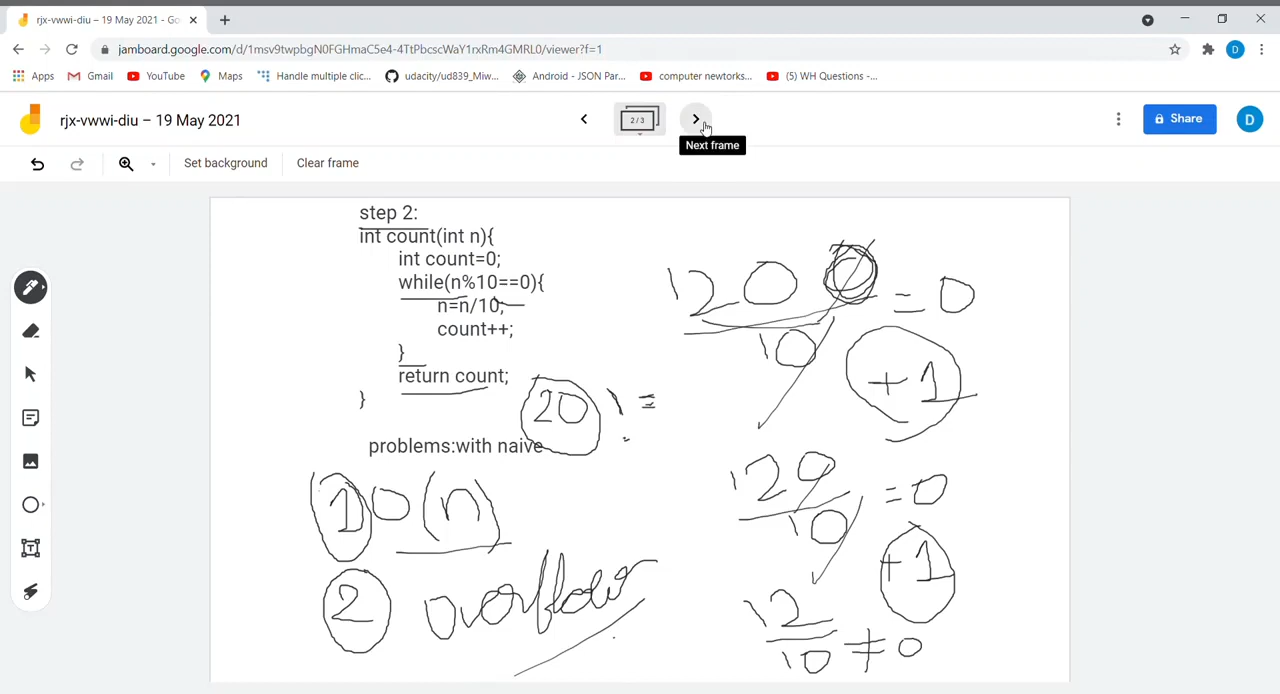 rjx-vwwi-diu – 19 May 2021 - Go
jamboard.google.com/d/1msv9twpbgN0FGHmaC5e4-4TtPbcscWaY1rxRm4GMRL0/viewer?f=1
D
Apps
Gmail
YouTube
Maps
Handle multiple clic...
udacity/ud839_Miw...
Android - JSON Par...
computer newtorks...
(5) WH Questions -...
rjx-vwwi-diu – 19 May 2021
2/3
Share
D
Next frame
Set background
Clear frame
step 2:
int count(int n){
int count=0;
while(n%10==0){
n=n/10;
count++;
}
return count;
}
problems:with naive
20 ! =
1 O(n)
2 overflow
120 0
10
= 0
+1
120
10
= 0
+1
12
10
≠ 0